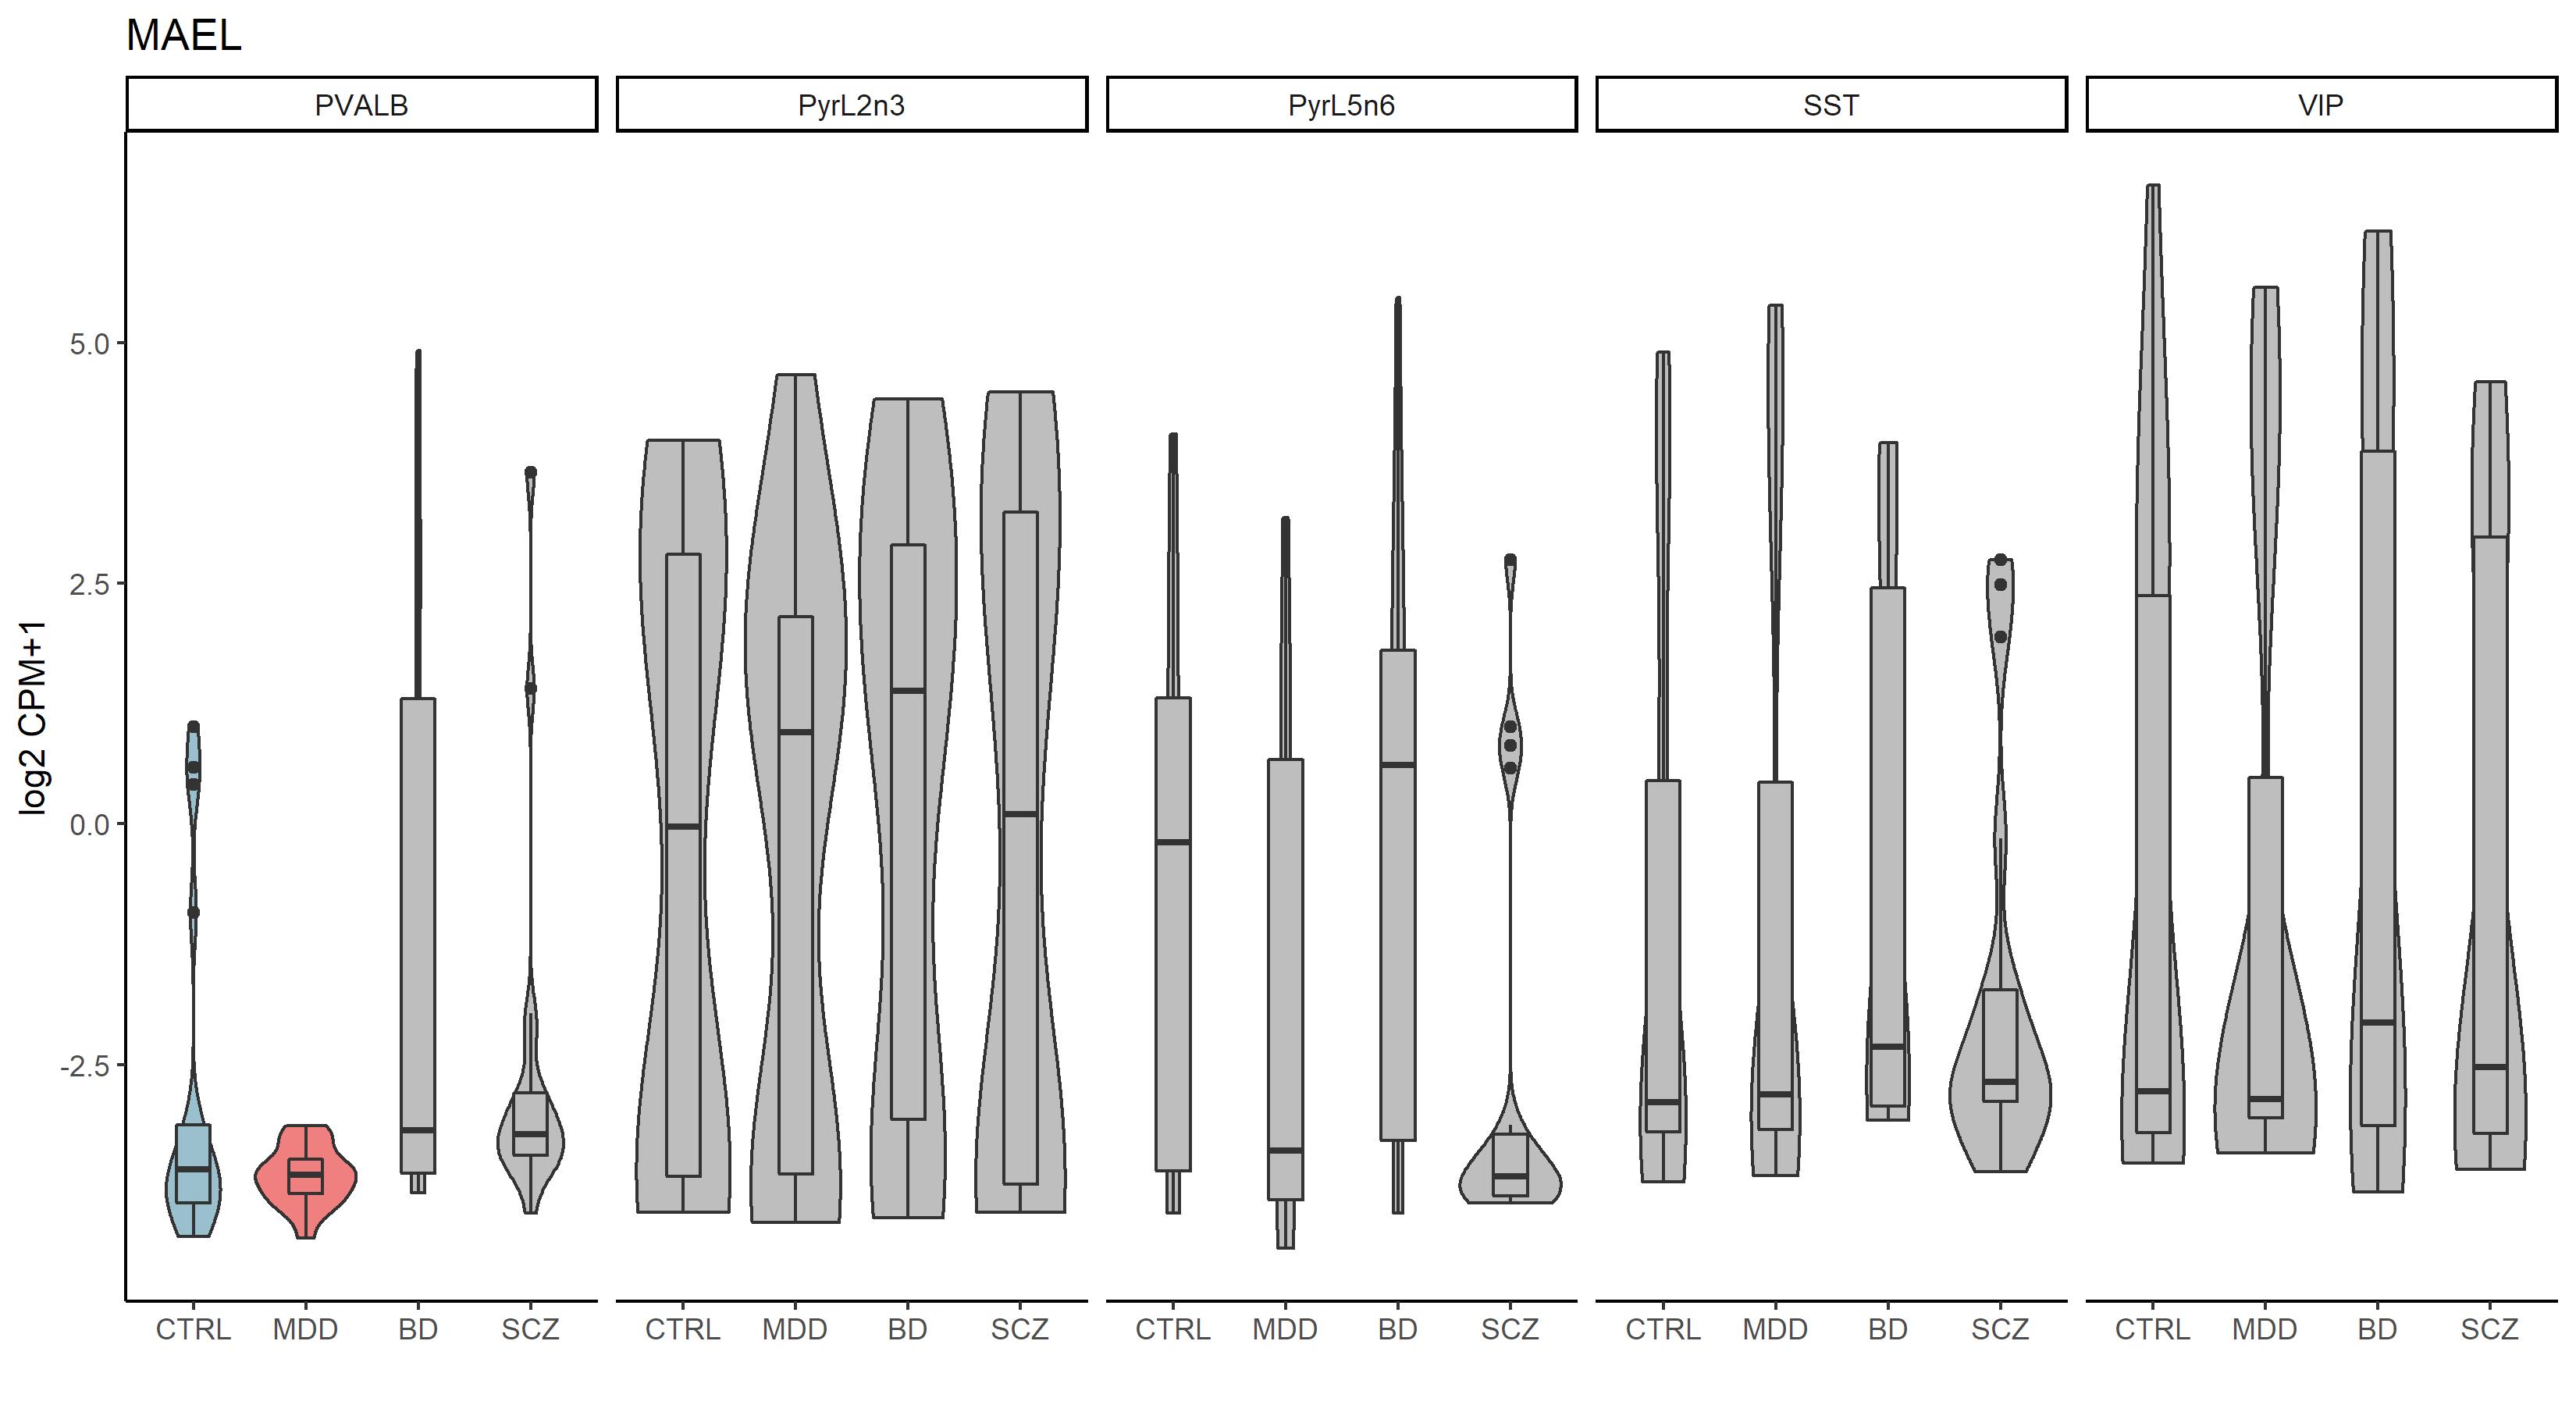 MAEL
PVALB PyrL2n3 PyrL5n6 SST VIP
log2 CPM+1
5.0
2.5
0.0
-2.5
CTRL MDD BD SCZ CTRL MDD BD SCZ CTRL MDD BD SCZ CTRL MDD BD SCZ CTRL MDD BD SCZ